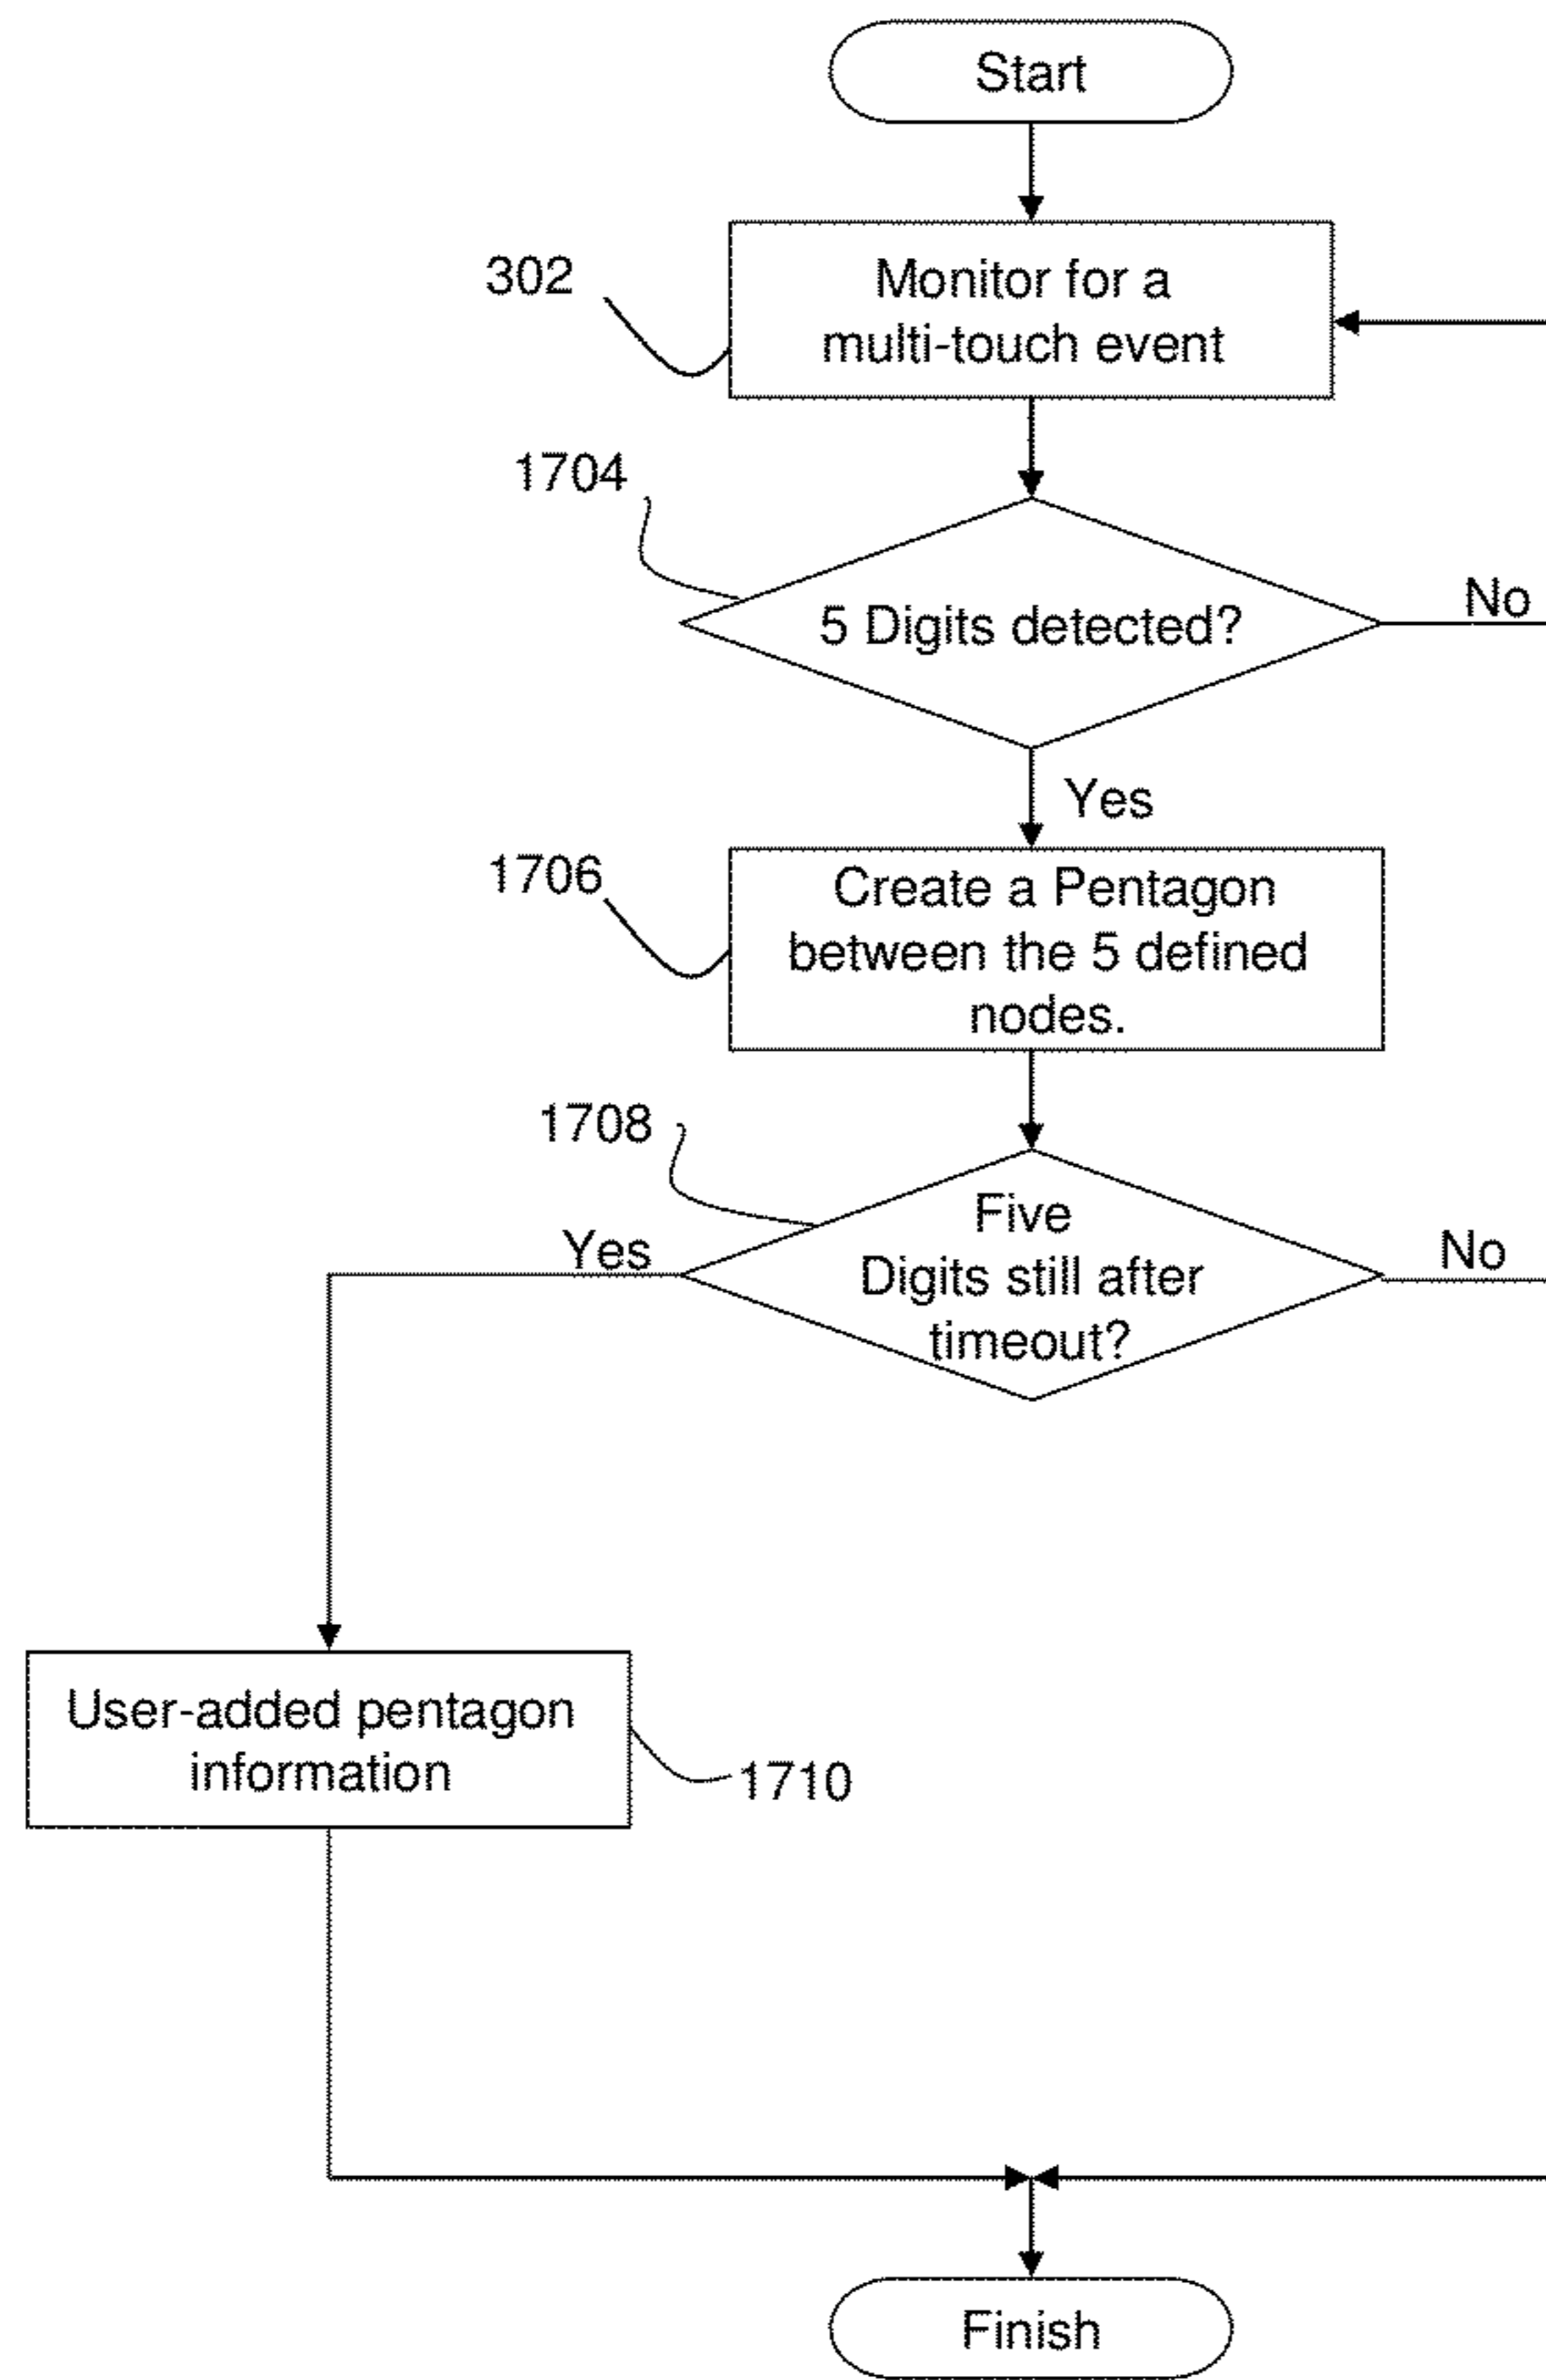 Start
302
Monitor for a
multi-touch event
1704
5 Digits detected?
No
Yes
1706
Create a Pentagon
between the 5 defined
nodes.
1708
Five
Digits still after
timeout?
Yes
No
User-added pentagon
information
1710
Finish